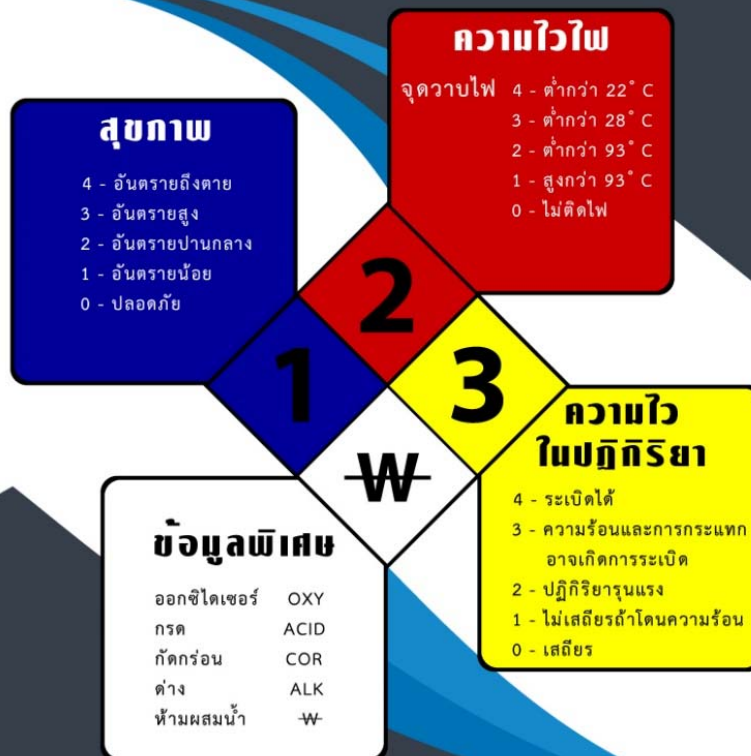 ความไวไฟ
จุดวาบไฟ 4 - ต่ำกว่า 22° C
3 - ต่ำกว่า 28° C
2 - ต่ำกว่า 93° C
1 - สูงกว่า 93° C
0 - ไม่ติดไฟ
สุขภาพ
4 - อันตรายถึงตาย
3 - อันตรายสูง
2 - อันตรายปานกลาง
1 - อันตรายน้อย
0 - ปลอดภัย
2
1
3
W
ความไว
ในปฏิกิริยา
4 - ระเบิดได้
3 - ความร้อนและการกระแทก
อาจเกิดการระเบิด
2 - ปฏิกิริยารุนแรง
1 - ไม่เสถียรถ้าโดนความร้อน
0 - เสถียร
ข้อมูลพิเศษ
ออกซิไดเซอร์ OXY
กรด ACID
กัดกร่อน COR
ด่าง ALK
ห้ามผสมน้ำ W